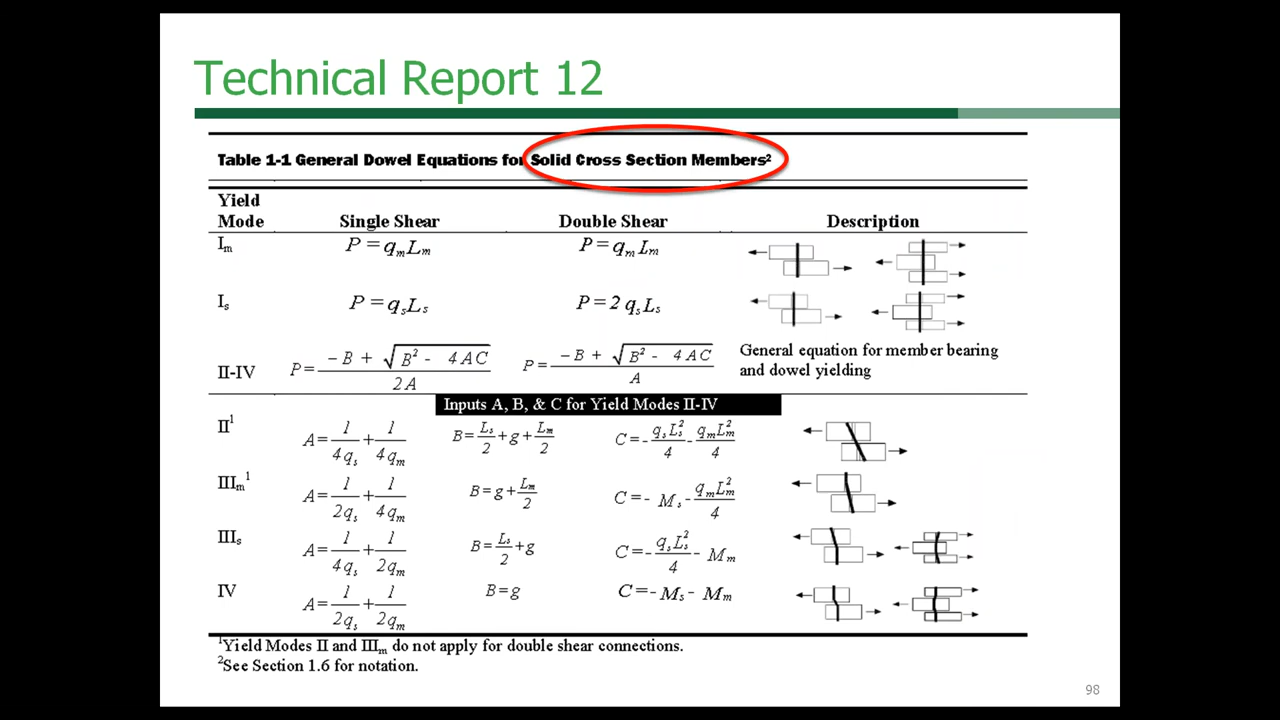 Technical Report 12
Table 1-1 General Dowel Equations for Solid Cross Section Members²
Yield Mode Single Shear Double Shear Description
Iₘ P = qₘLₘ P = qₘLₘ
Iₛ P = qₛLₛ P = 2 qₛLₛ
II-IV P = (−B + √(B² - 4AC)) / 2A P = (−B + √(B² - 4AC)) / A General equation for member bearing
and dowel yielding
Inputs A, B, & C for Yield Modes II-IV
II¹ A = 1/4qₛ + 1/4qₘ B = Lₛ/2 + g + Lₘ/2 C = - qₛLₛ²/4 - qₘLₘ²/4
IIIₘ¹ A = 1/2qₛ + 1/4qₘ B = g + Lₘ/2 C = - Mₛ - qₘLₘ²/4
IIIₛ A = 1/4qₛ + 1/2qₘ B = Lₛ/2 + g C = - qₛLₛ²/4 - Mₘ
IV A = 1/2qₛ + 1/2qₘ B = g C = - Mₛ - Mₘ
¹Yield Modes II and IIIₘ do not apply for double shear connections.
²See Section 1.6 for notation.
98